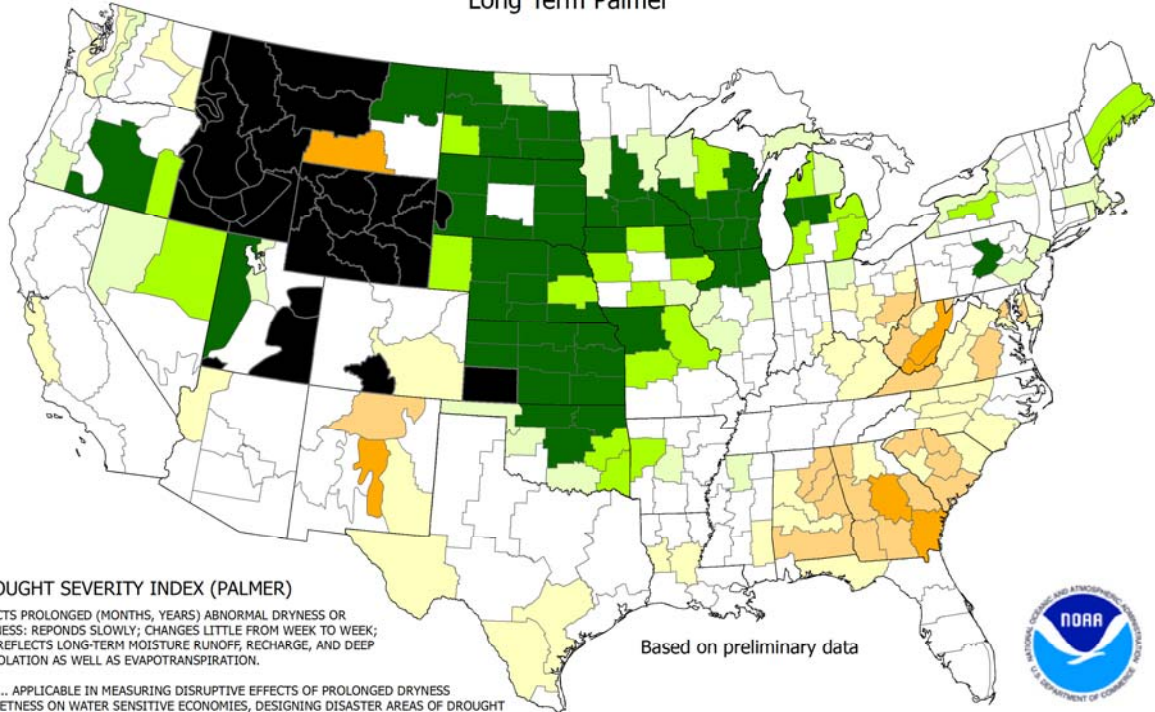 Long Term Palmer
OUGHT SEVERITY INDEX (PALMER)
CTS PROLONGED (MONTHS, YEARS) ABNORMAL DRYNESS OR
NESS: REPONDS SLOWLY; CHANGES LITTLE FROM WEEK TO WEEK;
REFLECTS LONG-TERM MOISTURE RUNOFF, RECHARGE, AND DEEP
OLATION AS WELL AS EVAPOTRANSPIRATION.
... APPLICABLE IN MEASURING DISRUPTIVE EFFECTS OF PROLONGED DRYNESS
ETNESS ON WATER SENSITIVE ECONOMIES, DESIGNING DISASTER AREAS OF DROUGHT
Based on preliminary data
NATIONAL OCEANIC AND ATMOSPHERIC ADMINISTRATION
NOAA
U.S. DEPARTMENT OF COMMERCE